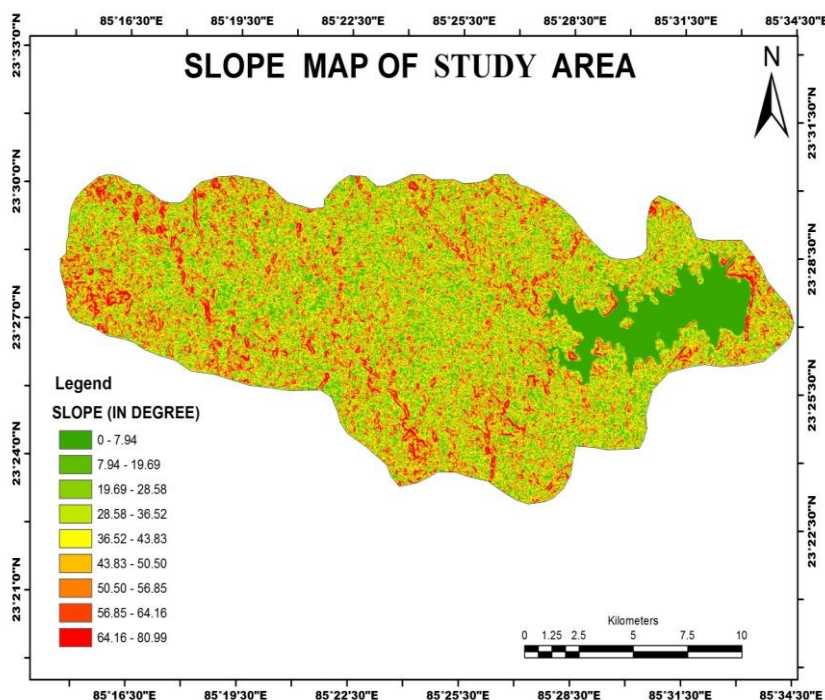 85°16'30"E 85°19'30"E 85°22'30"E 85°25'30"E 85°28'30"E 85°31'30"E 85°34'30"E
23°33'0"N
SLOPE MAP OF STUDY AREA
N
23°31'30"N
23°30'0"N
23°28'30"N
23°27'0"N
Legend
23°25'30"N
SLOPE (IN DEGREE)
0 - 7.94
23°24'0"N
7.94 - 19.69
19.69 - 28.58
28.58 - 36.52
23°22'30"N
36.52 - 43.83
43.83 - 50.50
23°21'0"N
50.50 - 56.85
56.85 - 64.16
64.16 - 80.99
Kilometers
0 1.25 2.5 5 7.5 10
85°16'30"E 85°19'30"E 85°22'30"E 85°25'30"E 85°28'30"E 85°31'30"E 85°34'30"E